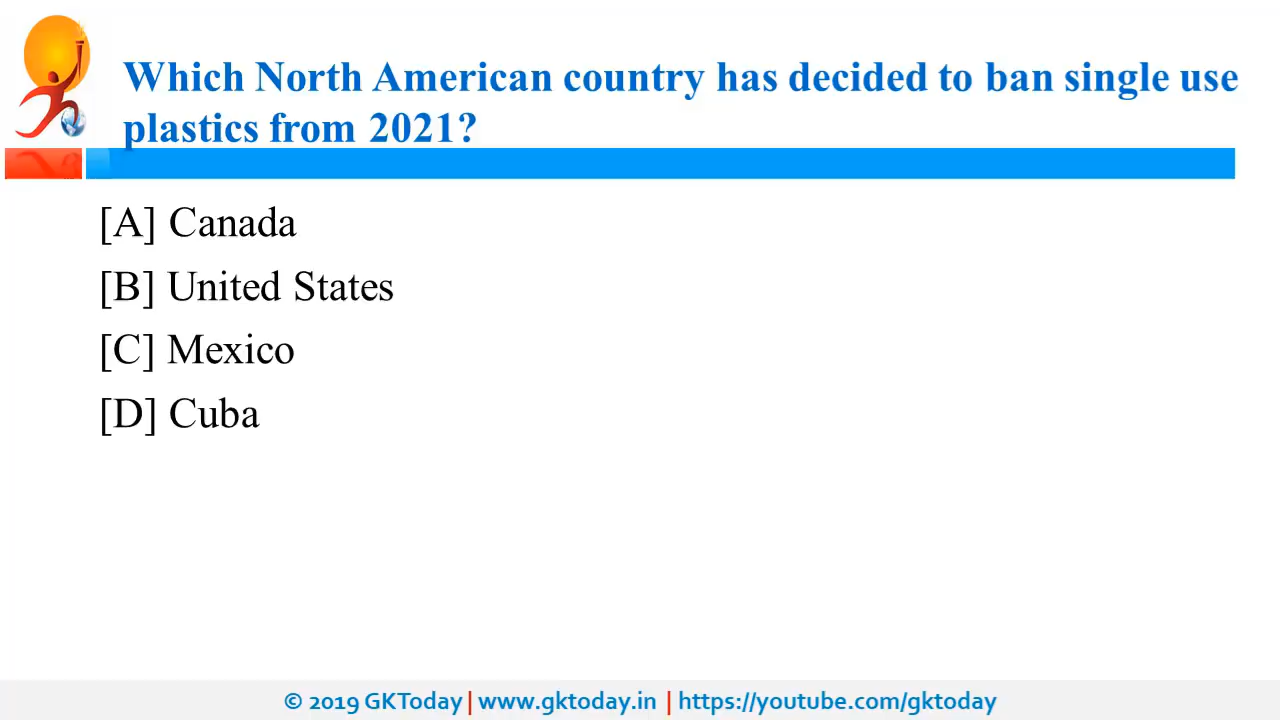 Which North American country has decided to ban single use
plastics from 2021?
[A] Canada
[B] United States
[C] Mexico
[D] Cuba
© 2019 GKToday | www.gktoday.in | https://youtube.com/gktoday